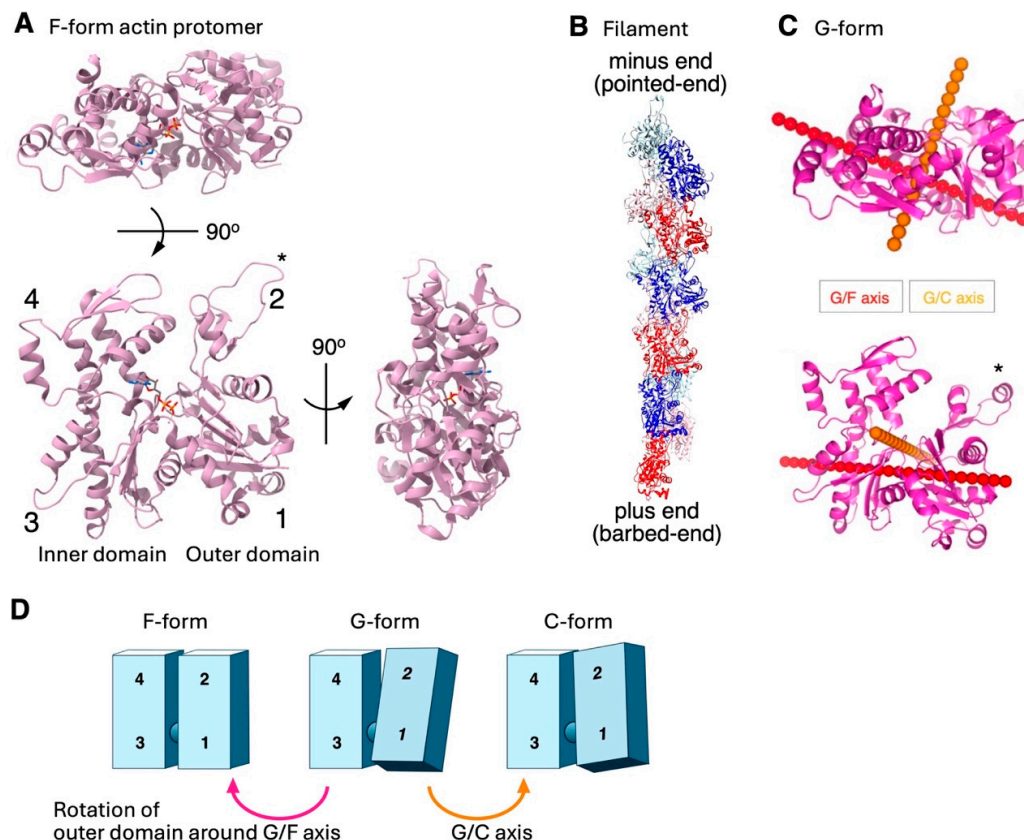 A F-form actin protomer
90º
4
*
2
3
1
Inner domain Outer domain
90º
B Filament
minus end
(pointed-end)
plus end
(barbed-end)
C G-form
G/F axis G/C axis
*
D
F-form G-form C-form
4 2 4 2 4 2
3 1 3 1 3 1
Rotation of
outer domain around G/F axis G/C axis